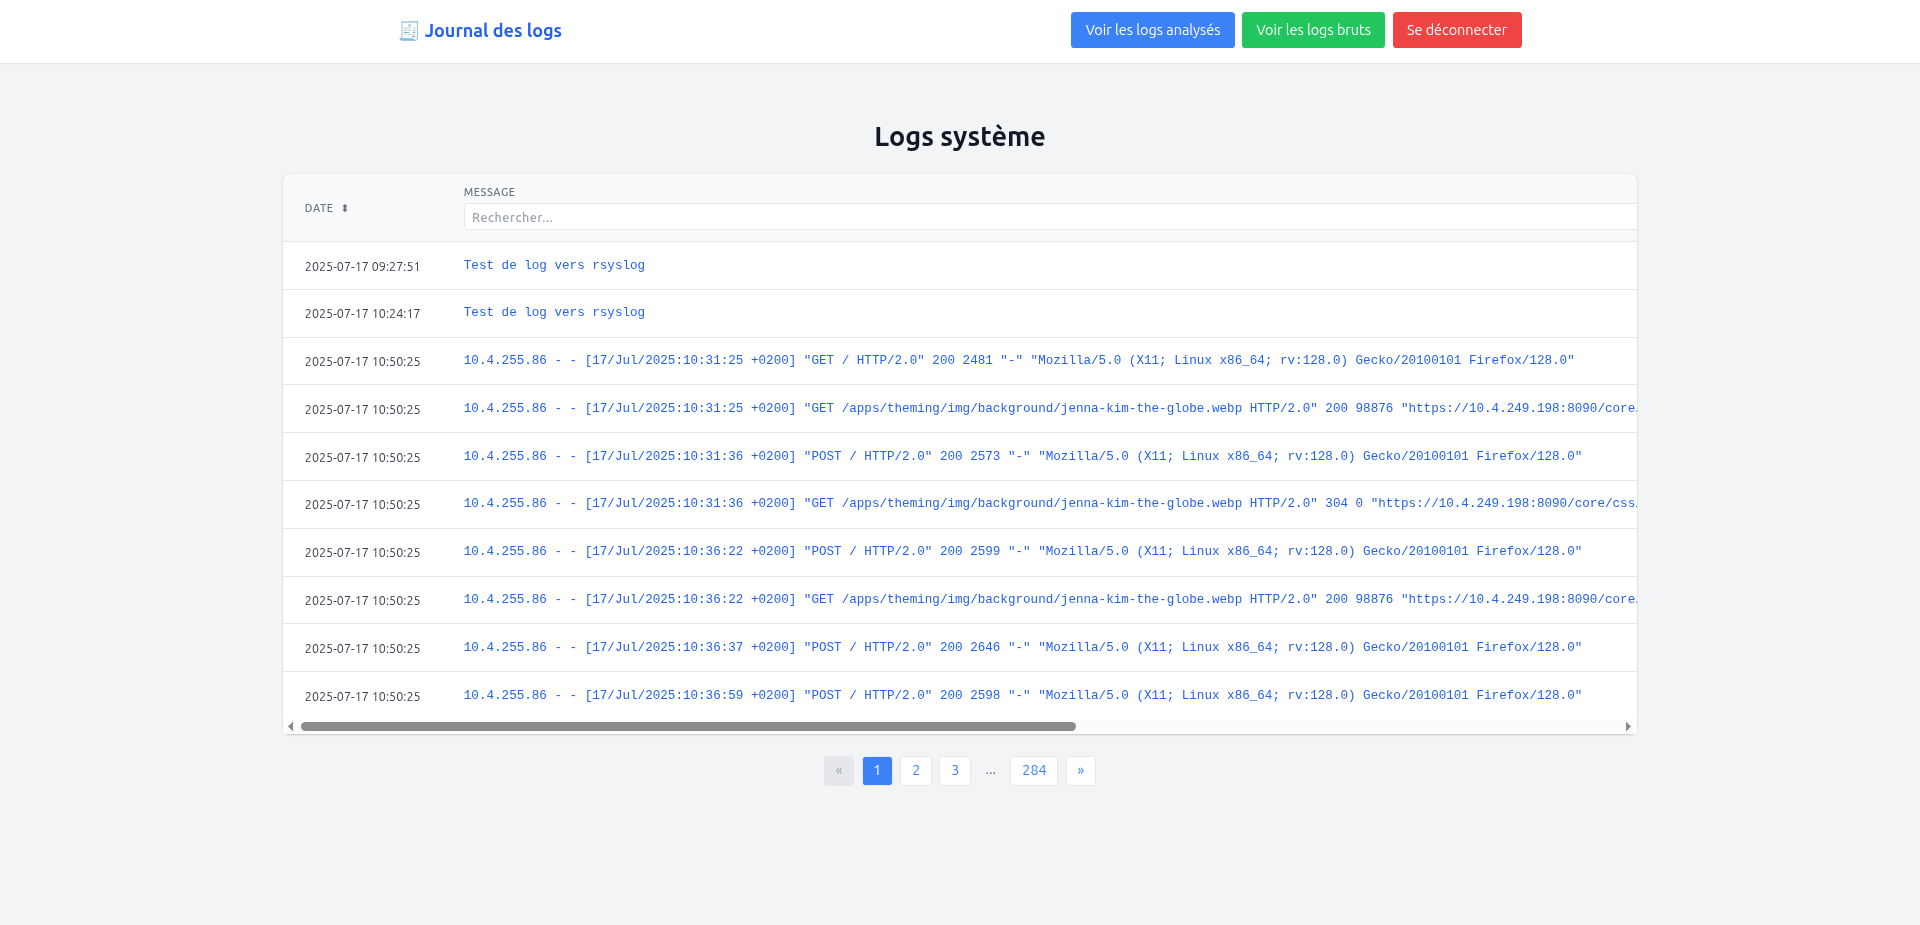 🧾 Journal des logs
Voir les logs analysés
Voir les logs bruts
Se déconnecter
Logs système
DATE ⬍
MESSAGE
Rechercher...
2025-07-17 09:27:51 Test de log vers rsyslog
2025-07-17 10:24:17 Test de log vers rsyslog
2025-07-17 10:50:25 10.4.255.86 - - [17/Jul/2025:10:31:25 +0200] "GET / HTTP/2.0" 200 2481 "-" "Mozilla/5.0 (X11; Linux x86_64; rv:128.0) Gecko/20100101 Firefox/128.0"
2025-07-17 10:50:25 10.4.255.86 - - [17/Jul/2025:10:31:25 +0200] "GET /apps/theming/img/background/jenna-kim-the-globe.webp HTTP/2.0" 200 98876 "https://10.4.249.198:8090/core.
2025-07-17 10:50:25 10.4.255.86 - - [17/Jul/2025:10:31:36 +0200] "POST / HTTP/2.0" 200 2573 "-" "Mozilla/5.0 (X11; Linux x86_64; rv:128.0) Gecko/20100101 Firefox/128.0"
2025-07-17 10:50:25 10.4.255.86 - - [17/Jul/2025:10:31:36 +0200] "GET /apps/theming/img/background/jenna-kim-the-globe.webp HTTP/2.0" 304 0 "https://10.4.249.198:8090/core/css.
2025-07-17 10:50:25 10.4.255.86 - - [17/Jul/2025:10:36:22 +0200] "POST / HTTP/2.0" 200 2599 "-" "Mozilla/5.0 (X11; Linux x86_64; rv:128.0) Gecko/20100101 Firefox/128.0"
2025-07-17 10:50:25 10.4.255.86 - - [17/Jul/2025:10:36:22 +0200] "GET /apps/theming/img/background/jenna-kim-the-globe.webp HTTP/2.0" 200 98876 "https://10.4.249.198:8090/core.
2025-07-17 10:50:25 10.4.255.86 - - [17/Jul/2025:10:36:37 +0200] "POST / HTTP/2.0" 200 2646 "-" "Mozilla/5.0 (X11; Linux x86_64; rv:128.0) Gecko/20100101 Firefox/128.0"
2025-07-17 10:50:25 10.4.255.86 - - [17/Jul/2025:10:36:59 +0200] "POST / HTTP/2.0" 200 2598 "-" "Mozilla/5.0 (X11; Linux x86_64; rv:128.0) Gecko/20100101 Firefox/128.0"
« 1 2 3 ... 284 »